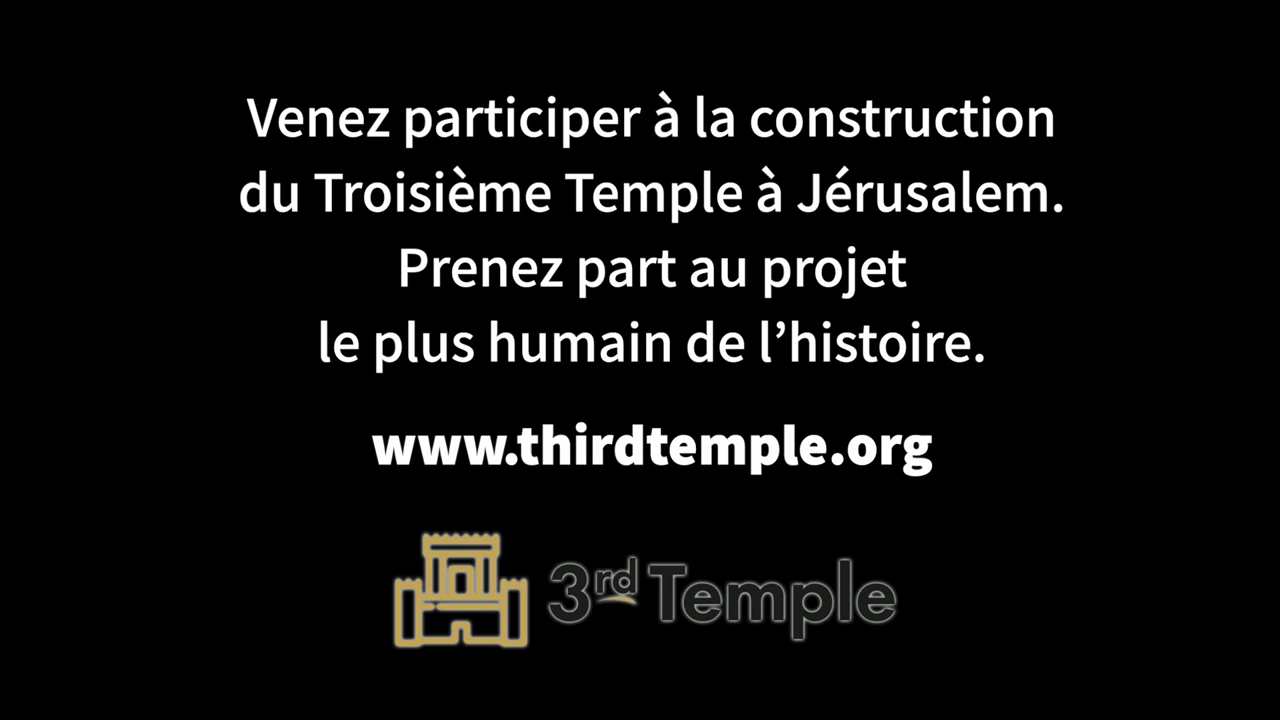 Venez participer à la construction
du Troisième Temple à Jérusalem.
Prenez part au projet
le plus humain de l’histoire.
www.thirdtemple.org
3rd Temple